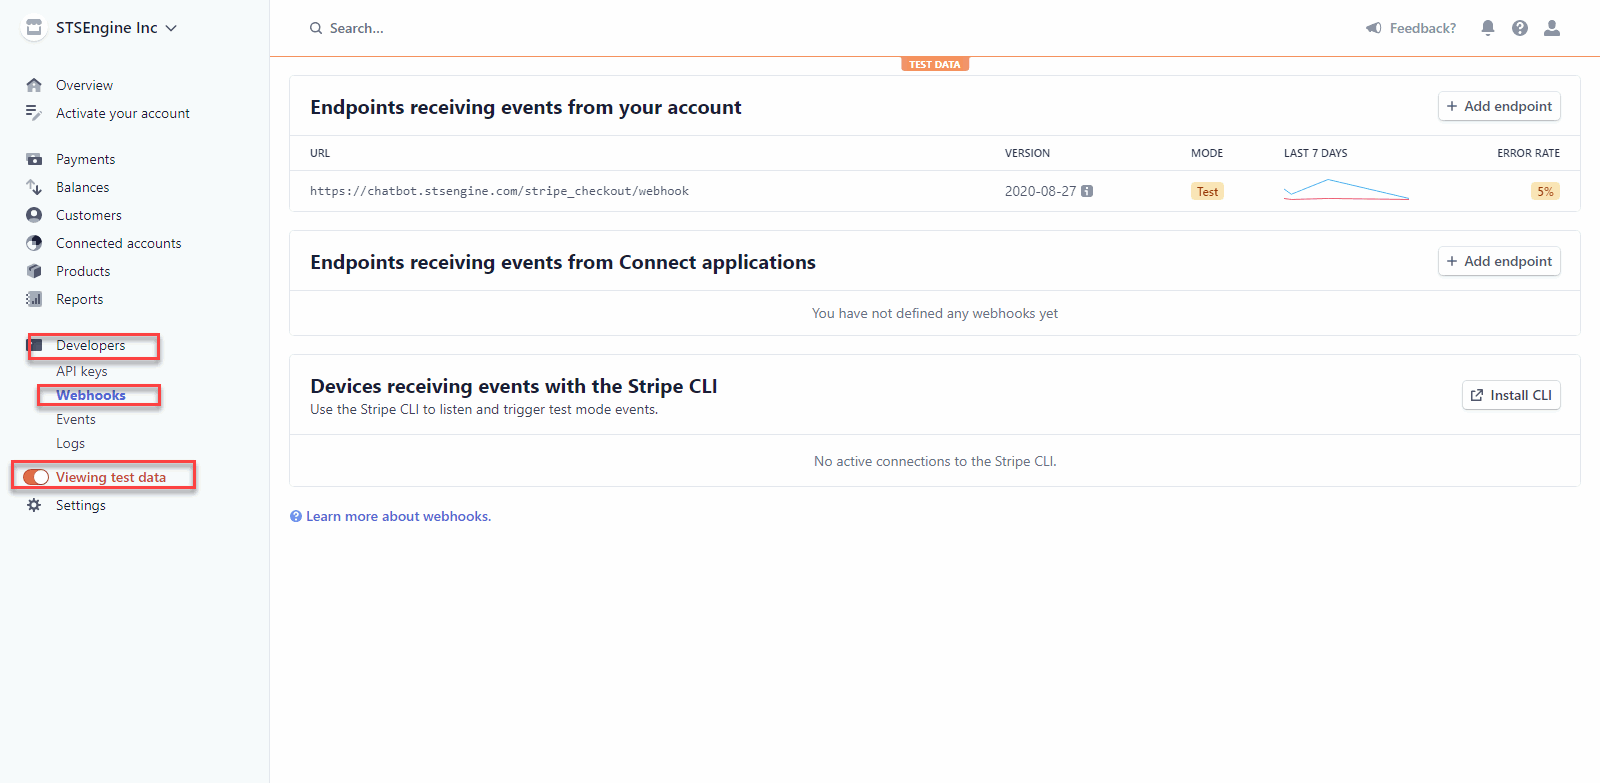 STSEngine Inc
Search...
Feedback?
TEST DATA
Overview
Activate your account
Payments
Balances
Customers
Connected accounts
Products
Reports
Developers
API keys
Webhooks
Events
Logs
Viewing test data
Settings
Endpoints receiving events from your account
+ Add endpoint
URL VERSION MODE LAST 7 DAYS ERROR RATE
https://chatbot.stsengine.com/stripe_checkout/webhook 2020-08-27 Test 5%
Endpoints receiving events from Connect applications
+ Add endpoint
You have not defined any webhooks yet
Devices receiving events with the Stripe CLI
Use the Stripe CLI to listen and trigger test mode events.
Install CLI
No active connections to the Stripe CLI.
Learn more about webhooks.